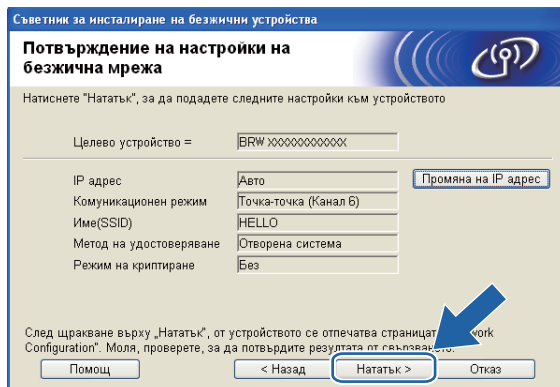 Съветник за инсталиране на безжични устройства
Потвърждение на настройки на
безжична мрежа
Натиснете "Нататък", за да подадете следните настройки към устройството
Целево устройство =
BRW XXXXXXXXXXXX
IP адрес
Авто
Промяна на IP адрес
Комуникационен режим
Точка-точка (Канал 6)
Име(SSID)
HELLO
Метод на удостоверяване
Отворена система
Режим на криптиране
Без
След щракване върху „Нататък", от устройството се отпечатва страницат work
Configuration". Моля, проверете, за да потвърдите резултата от свързването.
Помощ
< Назад
Нататък >
Отказ